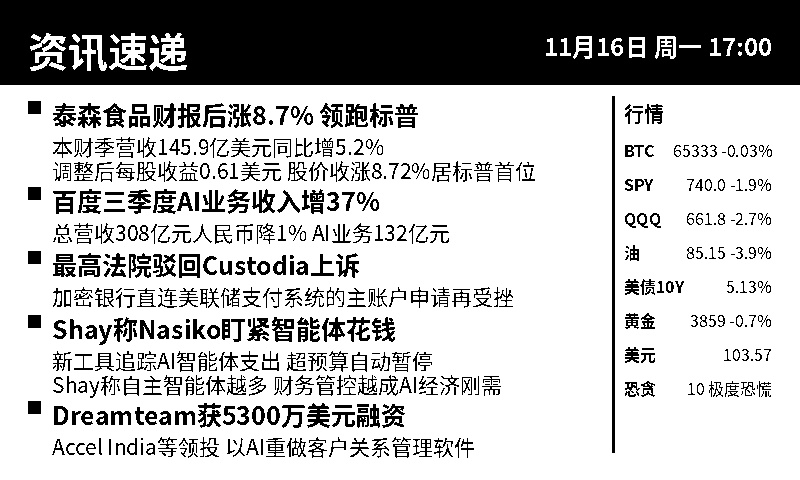 资讯速递
11月16日 周一 17:00
泰森食品财报后涨8.7% 领跑标普
本财季营收145.9亿美元同比增5.2%
调整后每股收益0.61美元 股价收涨8.72%居标普首位
百度三季度AI业务收入增37%
总营收308亿元人民币降1% AI业务132亿元
最高法院驳回Custodia上诉
加密银行直连美联储支付系统的主账户申请再受挫
Shay称Nasiko盯紧智能体花钱
新工具追踪AI智能体支出 超预算自动暂停
Shay称自主智能体越多 财务管控越成AI经济刚需
Dreamteam获5300万美元融资
Accel India等领投 以AI重做客户关系管理软件
行情
BTC 65333 -0.03%
SPY 740.0 -1.9%
QQQ 661.8 -2.7%
油 85.15 -3.9%
美债10Y 5.13%
黄金 3859 -0.7%
美元 103.57
恐贪 10 极度恐慌